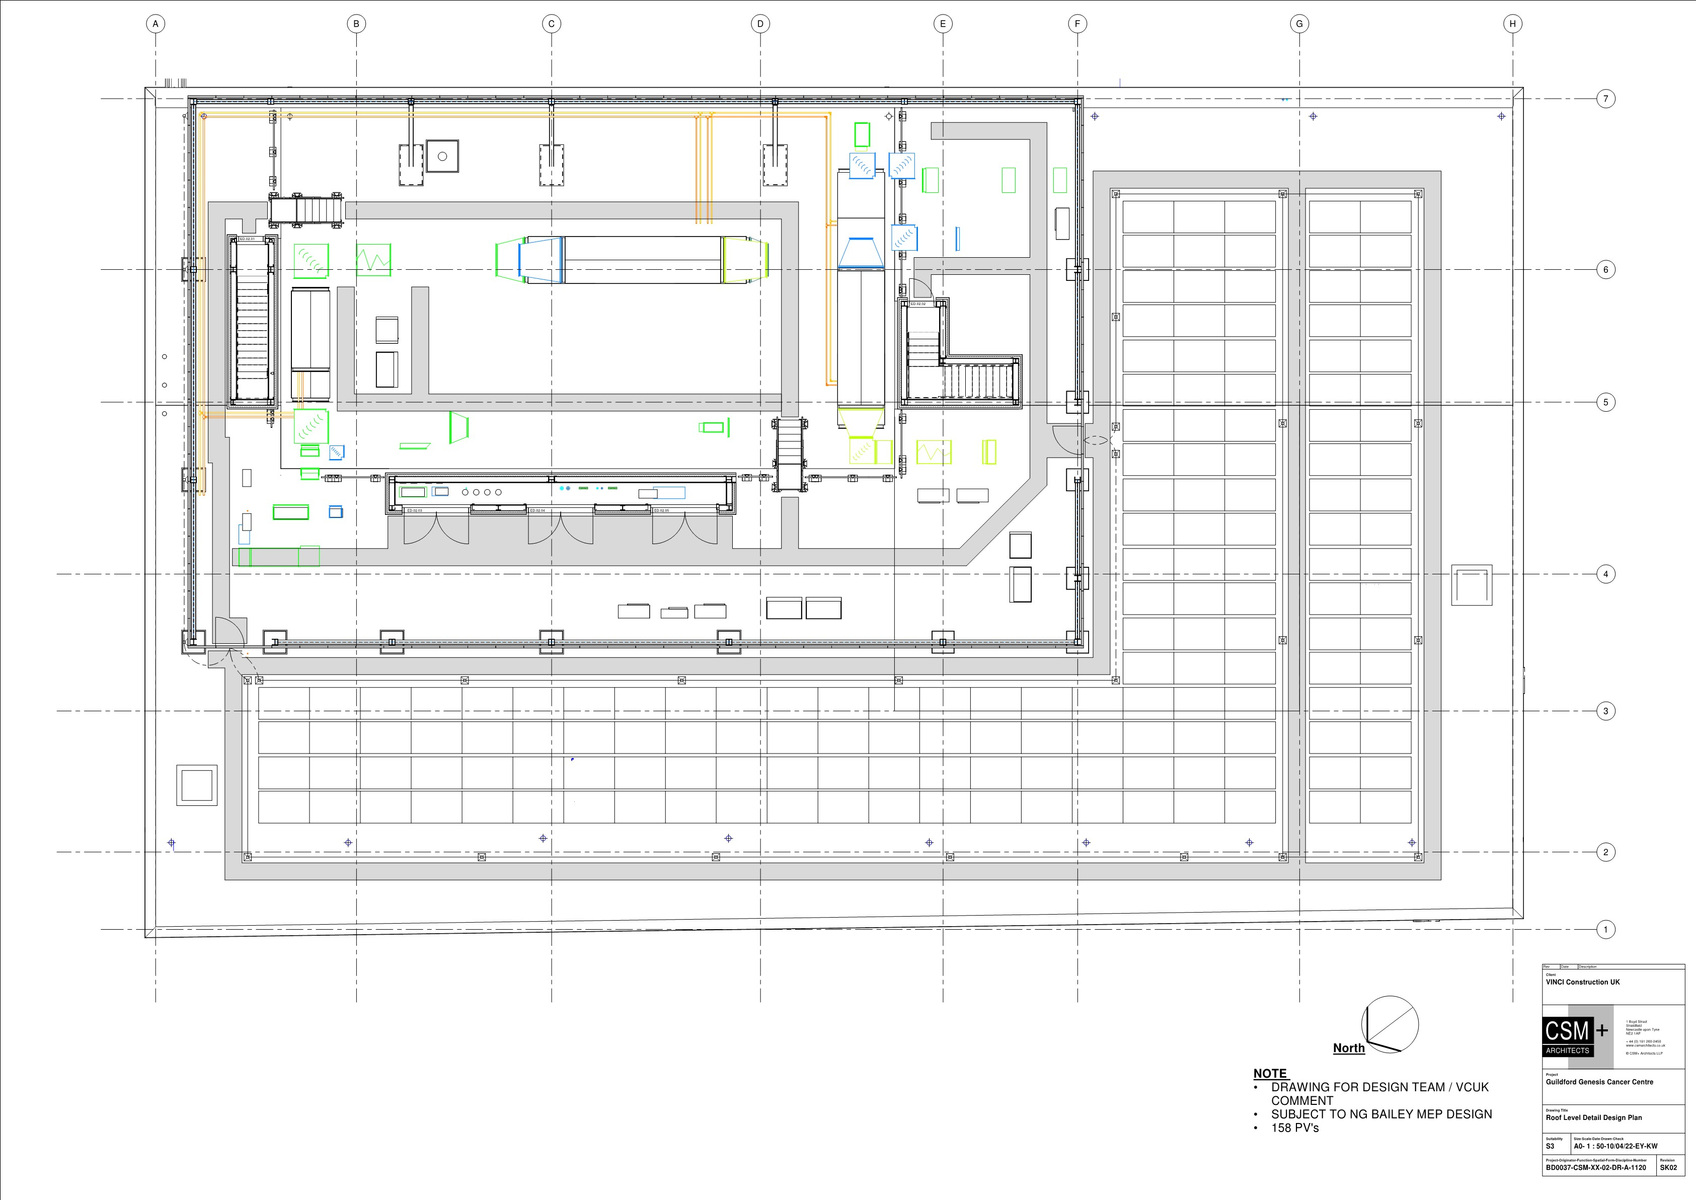 A
B
C
D
E
F
G
H
7
6
5
4
3
2
1
North
NOTE
• DRAWING FOR DESIGN TEAM / VCUK
COMMENT
• SUBJECT TO NG BAILEY MEP DESIGN
• 158 PV's
Client
VINCI Construction UK
CSM+
ARCHITECTS
Project
Guildford Genesis Cancer Centre
Drawing Title
Roof Level Detail Design Plan
Suitability
S3
A0- 1 : 50-10/04/22-EY-KW
Revision
BD0037-CSM-XX-02-DR-A-1120
SK02